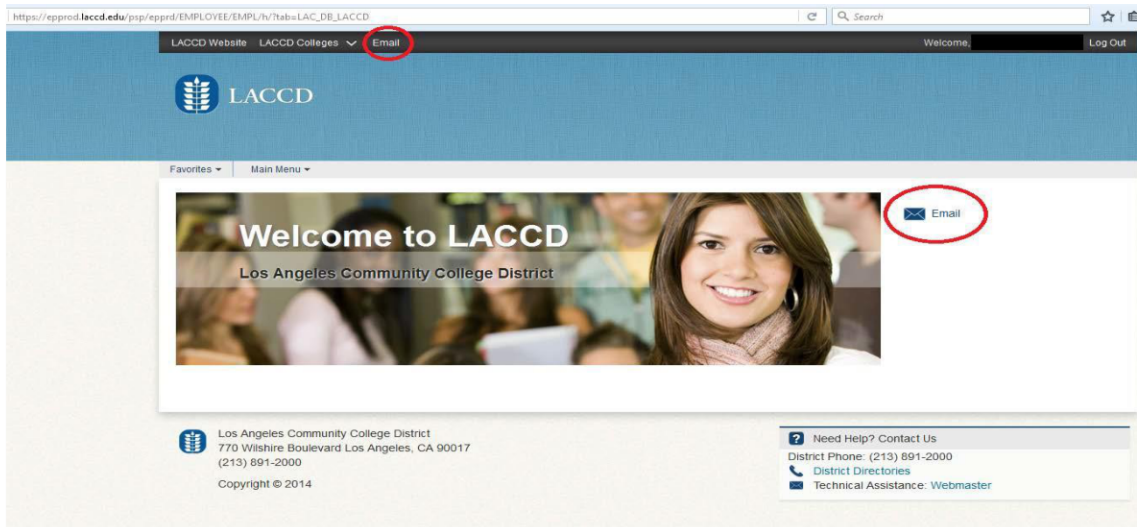 https://epprod.laccd.edu/psp/epprd/EMPLOYEE/EMPL/h/?tab=LAC_DB_LACCD
Search
LACCD Website LACCD Colleges Email Welcome, Log Out
LACCD
Favorites Main Menu
Welcome to LACCD
Email
Los Angeles Community College District
Los Angeles Community College District
770 Wilshire Boulevard Los Angeles, CA 90017
(213) 891-2000
Copyright © 2014
? Need Help? Contact Us
District Phone: (213) 891-2000
District Directories
Technical Assistance: Webmaster